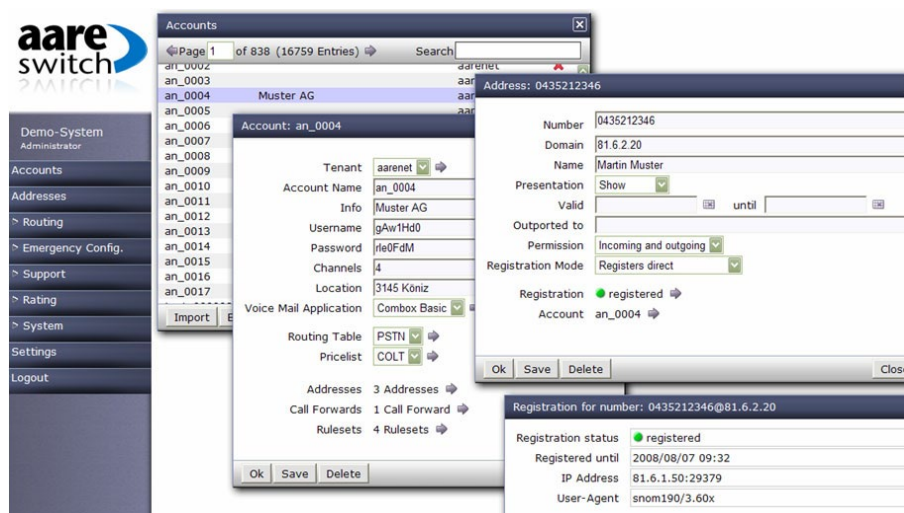 aare
switch
Demo-System
Administrator
Accounts
Addresses
> Routing
> Emergency Config.
> Support
> Rating
> System
Settings
Logout
Accounts
Page 1 of 838 (16759 Entries) Search
an_0002 aarenet
an_0003 aar
an_0004 Muster AG aar
an_0005 aar
an_0006
an_0007
an_0008
an_0009
an_0010
an_0011
an_0012
an_0013
an_0014
an_0015
an_0016
an_0017
Import E
Account: an_0004
Tenant aarenet
Account Name an_0004
Info Muster AG
Username gAw1Hd0
Password rle0FdM
Channels 4
Location 3145 Köniz
Voice Mail Application Combox Basic
Routing Table PSTN
Pricelist COLT
Addresses 3 Addresses
Call Forwards 1 Call Forward
Rulesets 4 Rulesets
Ok Save Delete
Address: 0435212346
Number 0435212346
Domain 81.6.2.20
Name Martin Muster
Presentation Show
Valid until
Outported to
Permission Incoming and outgoing
Registration Mode Registers direct
Registration registered
Account an_0004
Ok Save Delete Close
Registration for number: 0435212346@81.6.2.20
Registration status registered
Registered until 2008/08/07 09:32
IP Address 81.6.1.50:29379
User-Agent snom190/3.60x